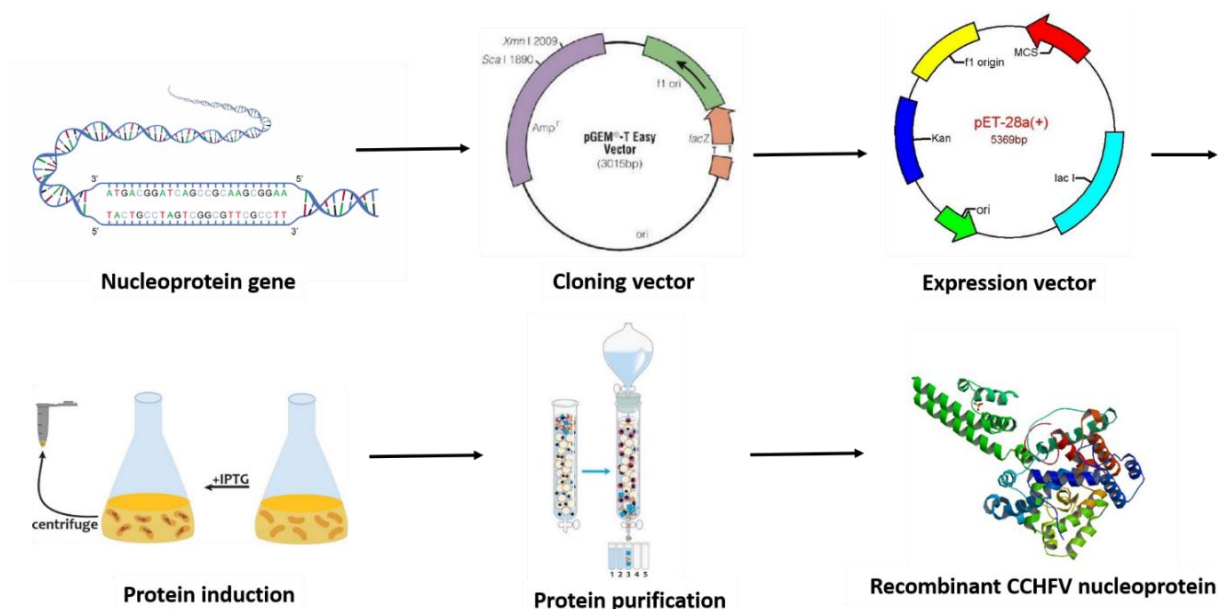 3'
5'
ATGACGGATCAGCCGCAAGCGGAA
TACTGCCTAGTCGGCGTTCGCCTT
5'
3'
Nucleoprotein gene
Xmn I 2009
Sca I 1890
f1 ori
Ampʳ
pGEM®-T Easy
Vector
(3015bp)
lacZ
T
T
ori
Cloning vector
MCS
f1 origin
pET-28a(+)
5369bp
Kan
lac I
ori
Expression vector
+IPTG
centrifuge
Protein induction
1 2 3 4 5
Protein purification
Recombinant CCHFV nucleoprotein